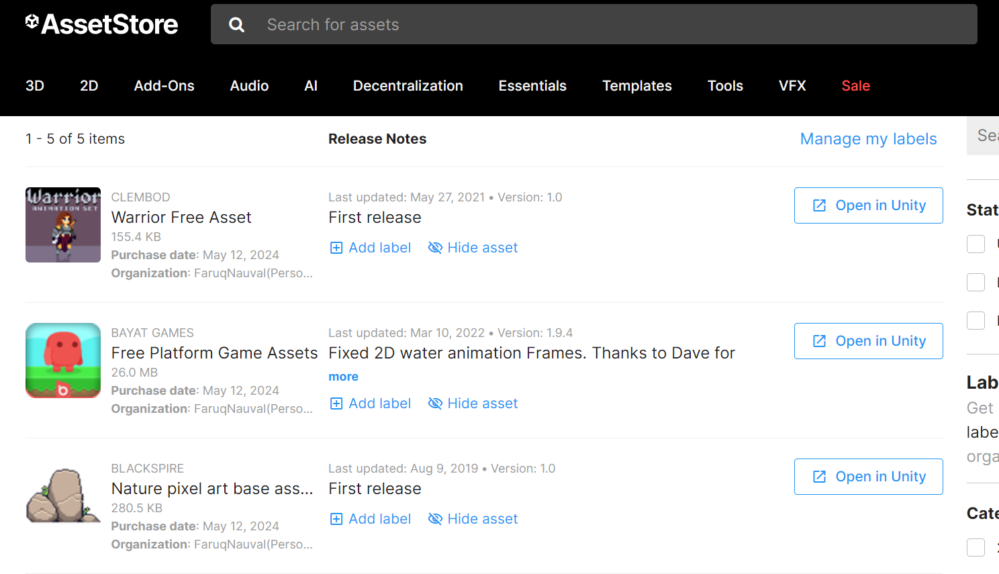 AssetStore
Search for assets
3D 2D Add-Ons Audio AI Decentralization Essentials Templates Tools VFX Sale
1 - 5 of 5 items
Release Notes
Manage my labels
Sea
Warrior
ANIMATION SET
CLEMBOD
Warrior Free Asset
155.4 KB
Purchase date: May 12, 2024
Organization: FaruqNauval(Perso...
Last updated: May 27, 2021 • Version: 1.0
First release
Add label
Hide asset
Open in Unity
b
BAYAT GAMES
Free Platform Game Assets
26.0 MB
Purchase date: May 12, 2024
Organization: FaruqNauval(Perso...
Last updated: Mar 10, 2022 • Version: 1.9.4
Fixed 2D water animation Frames. Thanks to Dave for
more
Add label
Hide asset
Open in Unity
BLACKSPIRE
Nature pixel art base ass...
280.5 KB
Purchase date: May 12, 2024
Organization: FaruqNauval(Perso...
Last updated: Aug 9, 2019 • Version: 1.0
First release
Add label
Hide asset
Open in Unity
Stat
Lab
Get
labe
orga
Cate